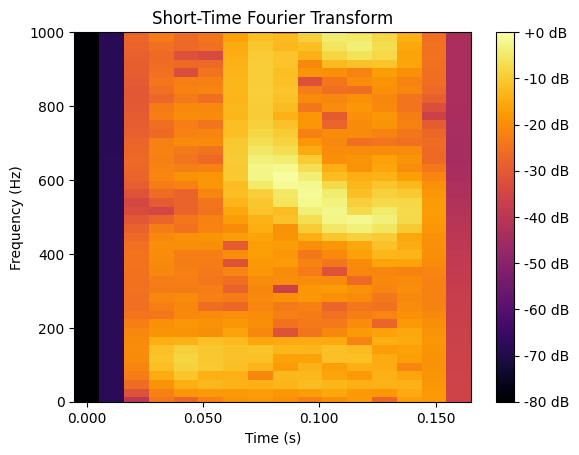 Short-Time Fourier Transform
1000
800
600
400
200
0
Frequency (Hz)
0.000
0.050
0.100
0.150
Time (s)
+0 dB
-10 dB
-20 dB
-30 dB
-40 dB
-50 dB
-60 dB
-70 dB
-80 dB